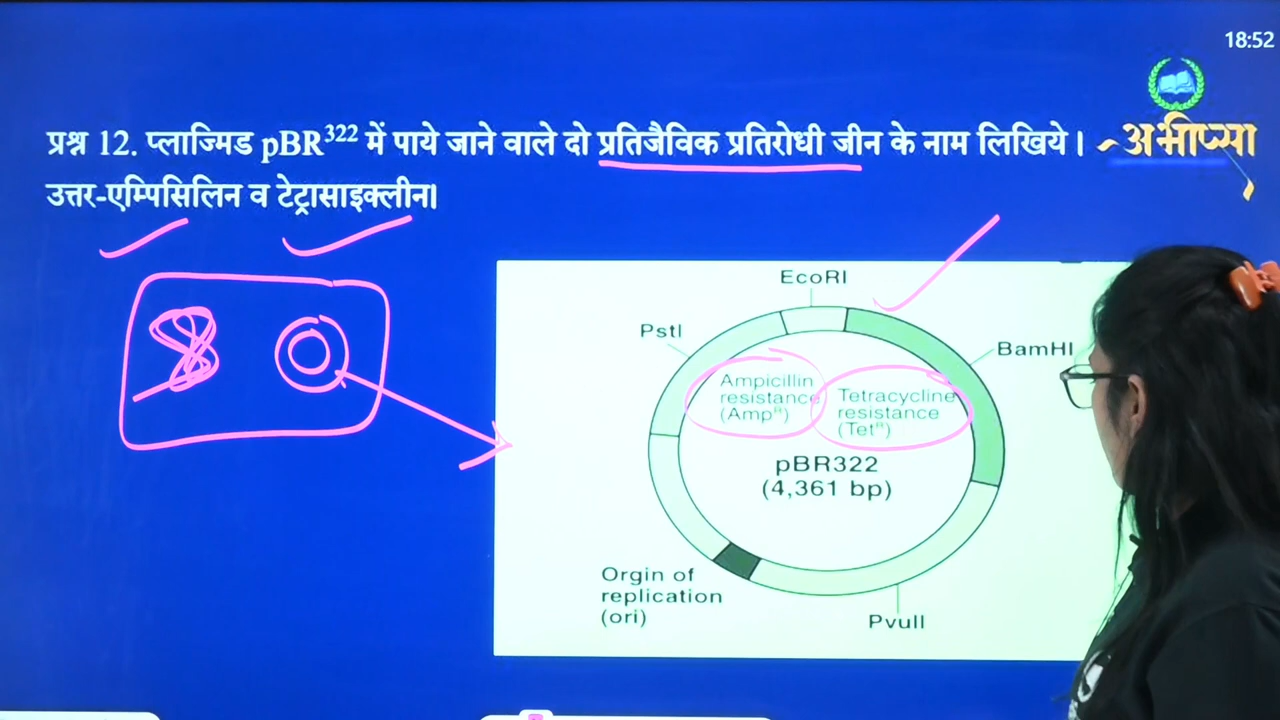 18:52
प्रश्न 12. प्लाज्मिड pBR³²² में पाये जाने वाले दो प्रतिजैविक प्रतिरोधी जीन के नाम लिखिये।
अभीप्सा
उत्तर-एम्पिसिलिन व टेट्रासाइक्लीन।
EcoRI
PstI
BamHI
Ampicillin
resistance
(Ampᴿ)
Tetracycline
resistance
(Tetᴿ)
pBR322
(4,361 bp)
Orgin of
replication
(ori)
PvuII